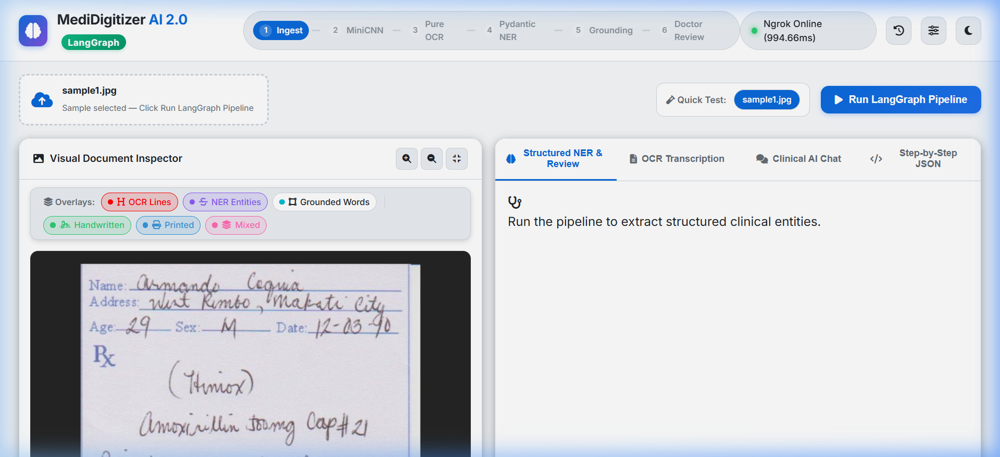 MediDigitizer AI 2.0
LangGraph
1 Ingest
2 MiniCNN
3 Pure OCR
4 Pydantic NER
5 Grounding
6 Doctor Review
Ngrok Online (994.66ms)
sample1.jpg
Sample selected — Click Run LangGraph Pipeline
Quick Test: sample1.jpg
Run LangGraph Pipeline
Visual Document Inspector
Overlays: OCR Lines NER Entities Grounded Words
Handwritten Printed Mixed
Name: Armando Coquia
Address: West Rembo, Makati City
Age: 29 Sex: M Date: 12-03-90
Rx
(Himox)
Amoxicillin 500mg Cap #21
Structured NER & Review
OCR Transcription
Clinical AI Chat
Step-by-Step JSON
Run the pipeline to extract structured clinical entities.